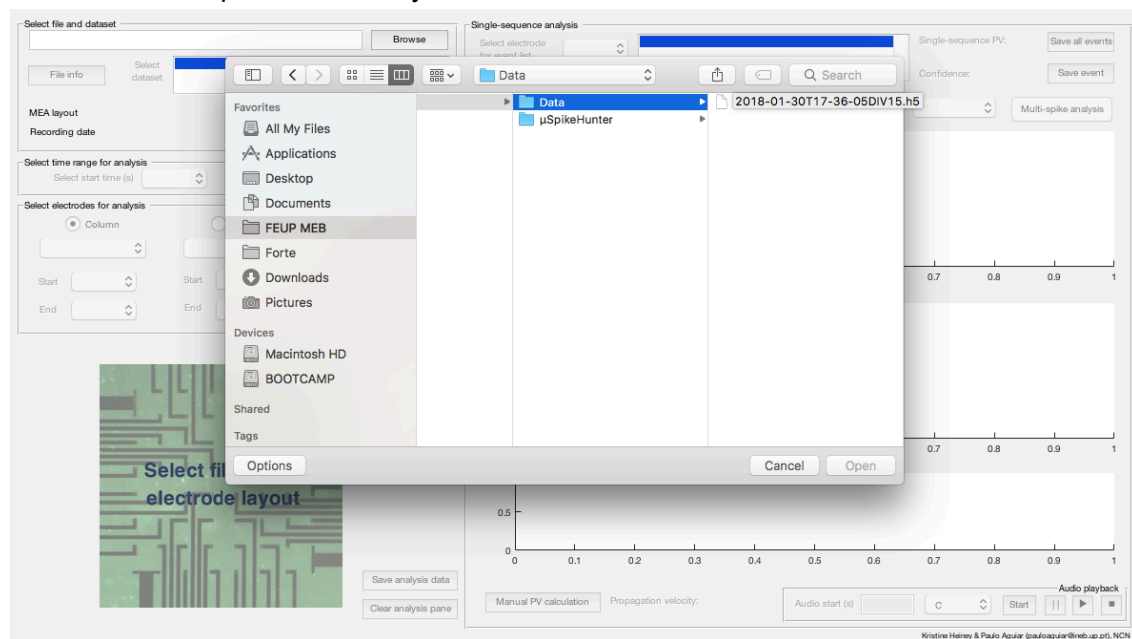 Select file and dataset
Browse
File info
Select
dataset
MEA layout
Recording date
Select time range for analysis
Select start time (s)
Select electrodes for analysis
Column
Start
Start
End
End
Select fil
electrode layout
Save analysis data
Clear analysis pane
Single-sequence analysis
Select electrode
for event list
Single-sequence PV:
Save all events
Confidence:
Save event
Multi-spike analysis
Data
Search
Favorites
All My Files
Applications
Desktop
Documents
FEUP MEB
Forte
Downloads
Pictures
Devices
Macintosh HD
BOOTCAMP
Shared
Tags
Data
µSpikeHunter
2018-01-30T17-36-05DIV15.h5
Options
Cancel
Open
0.7 0.8 0.9 1
0.7 0.8 0.9 1
0.5
0
0 0.1 0.2 0.3 0.4 0.5 0.6 0.7 0.8 0.9 1
Manual PV calculation
Propagation velocity:
Audio playback
Audio start (s)
C
Start
Kristine Heiney & Paulo Aguiar (pauloaguiar@ineb.up.pt), NCN